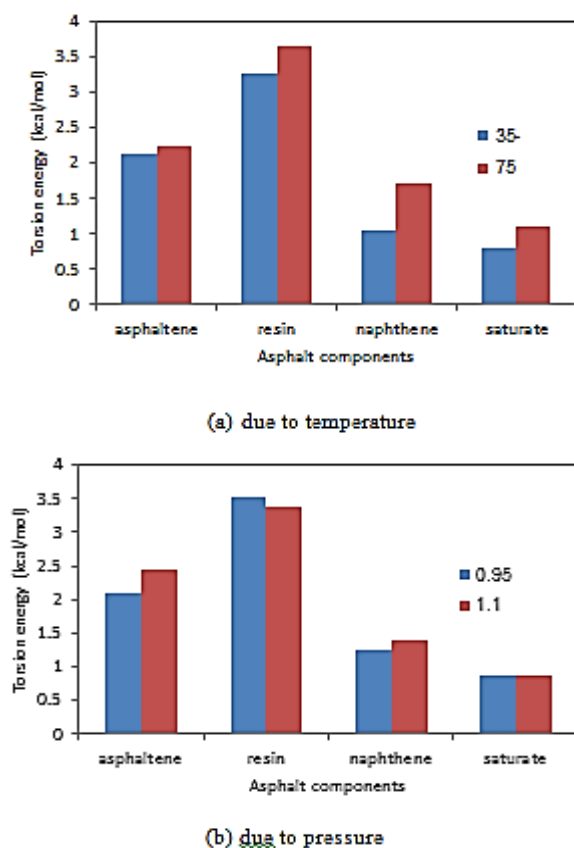 4
3.5
3
2.5
2
1.5
1
0.5
0
Torsion energy (kcal/mol)
35-
75
asphaltene resin naphthene saturate
Asphalt components
(a) due to temperature
4
3.5
3
2.5
2
1.5
1
0.5
0
Torsion energy (kcal/mol)
0.95
1.1
asphaltene resin naphthene saturate
Asphalt components
(b) due to pressure